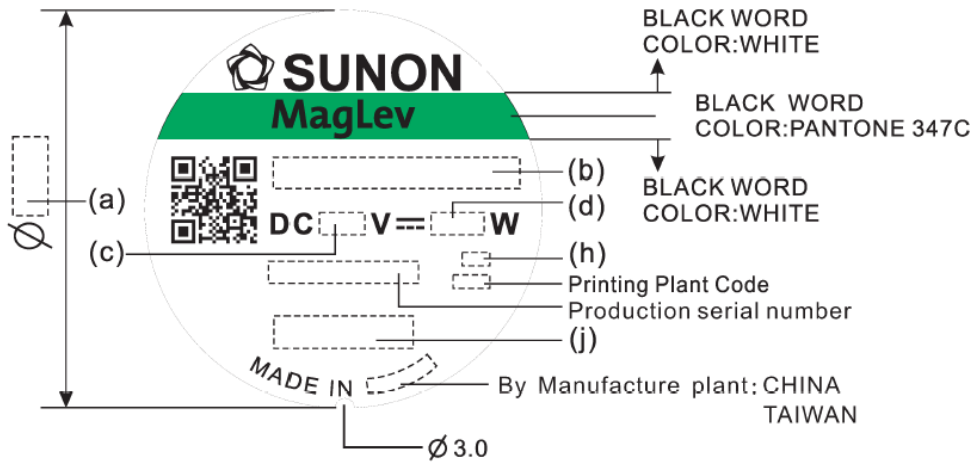 BLACK WORD
COLOR:WHITE
SUNON
MagLev
BLACK WORD
COLOR:PANTONE 347C
BLACK WORD
COLOR:WHITE
(a)
(b)
DC V W
(d)
(c)
(h)
Printing Plant Code
Production serial number
(j)
MADE IN
By Manufacture plant: CHINA
TAIWAN
Ø
Ø 3.0